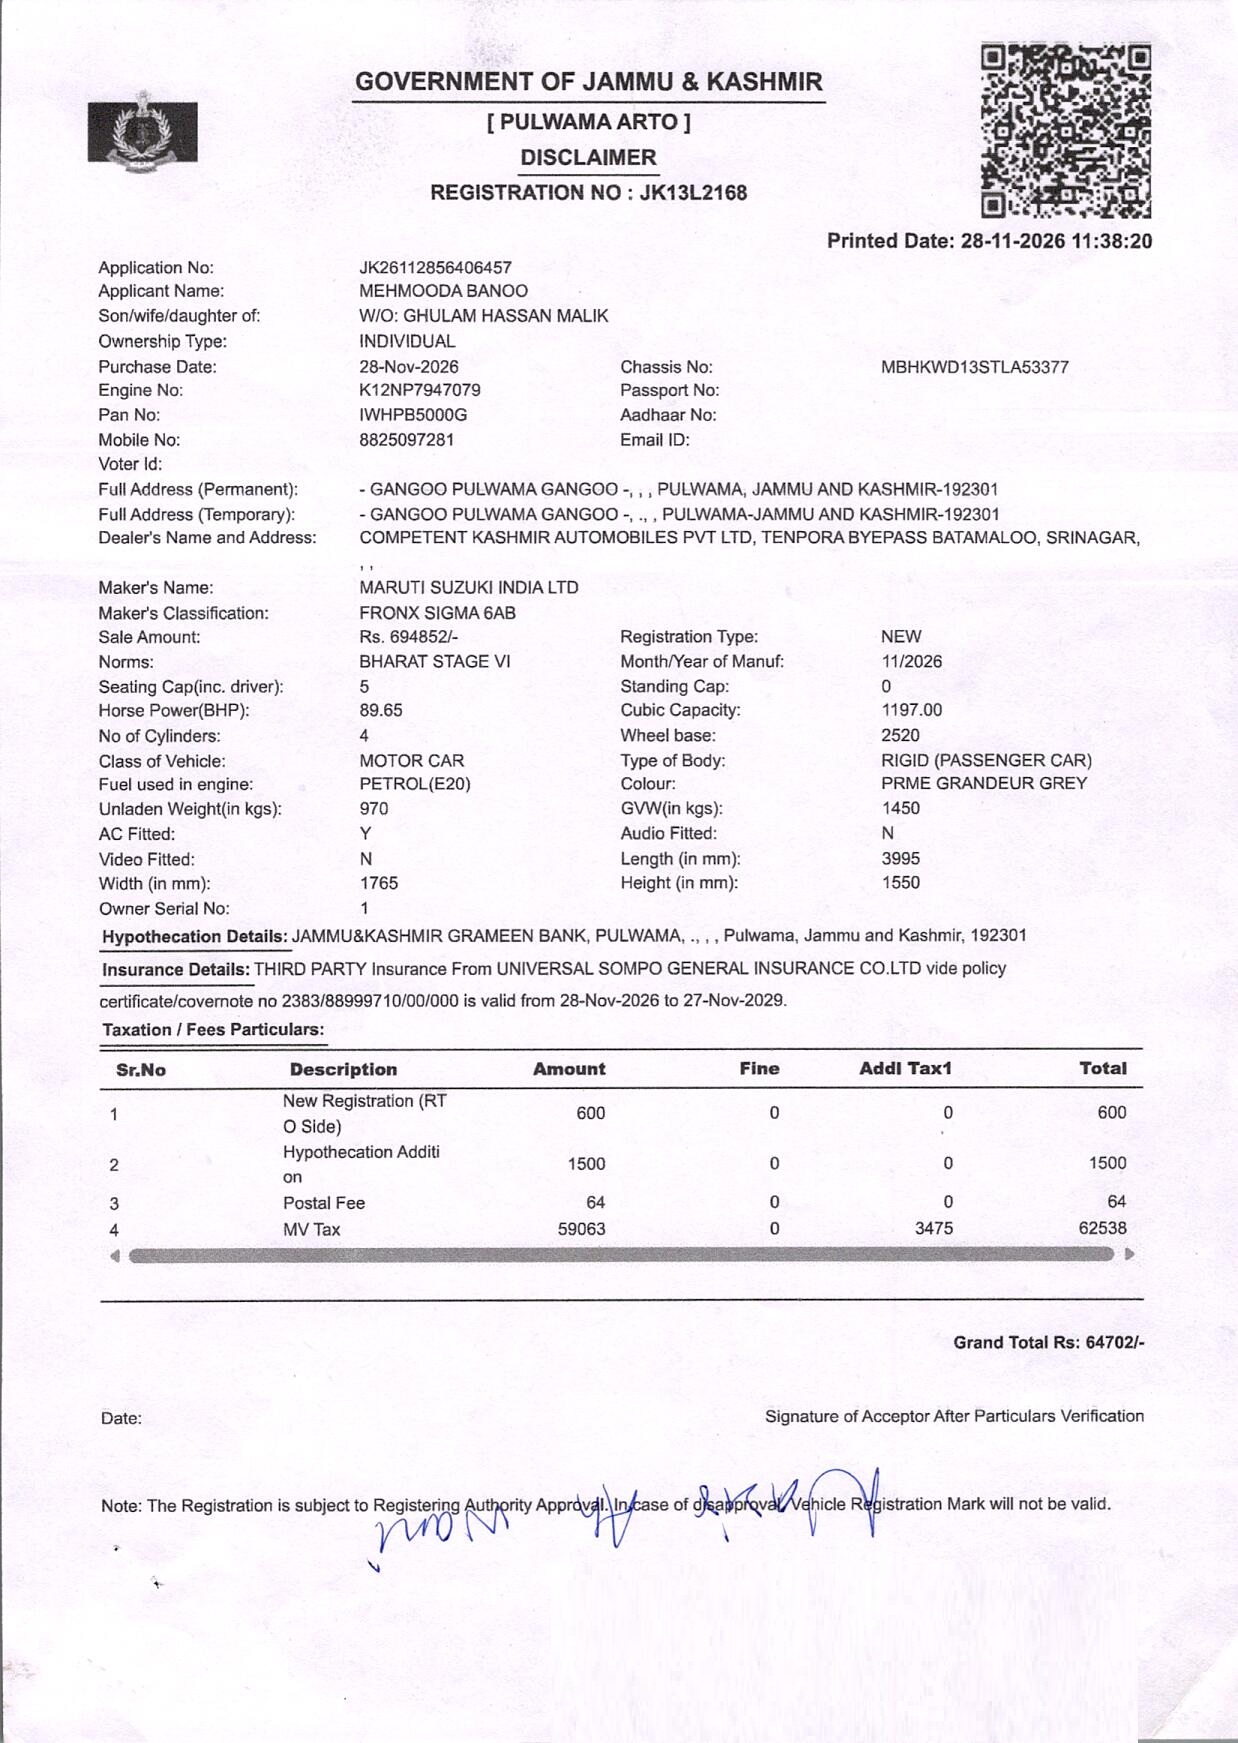 GOVERNMENT OF JAMMU & KASHMIR
[ PULWAMA ARTO ]
DISCLAIMER
REGISTRATION NO : JK13L2168
Printed Date: 28-11-2026 11:38:20
Application No: JK26112856406457
Applicant Name: MEHMOODA BANOO
Son/wife/daughter of: W/O: GHULAM HASSAN MALIK
Ownership Type: INDIVIDUAL
Purchase Date: 28-Nov-2026 Chassis No: MBHKWD13STLA53377
Engine No: K12NP7947079 Passport No:
Pan No: IWHPB5000G Aadhaar No:
Mobile No: 8825097281 Email ID:
Voter Id:
Full Address (Permanent): - GANGOO PULWAMA GANGOO -, , , PULWAMA, JAMMU AND KASHMIR-192301
Full Address (Temporary): - GANGOO PULWAMA GANGOO -, ., , PULWAMA-JAMMU AND KASHMIR-192301
Dealer's Name and Address: COMPETENT KASHMIR AUTOMOBILES PVT LTD, TENPORA BYEPASS BATAMALOO, SRINAGAR,
, ,
Maker's Name: MARUTI SUZUKI INDIA LTD
Maker's Classification: FRONX SIGMA 6AB
Sale Amount: Rs. 694852/- Registration Type: NEW
Norms: BHARAT STAGE VI Month/Year of Manuf: 11/2026
Seating Cap(inc. driver): 5 Standing Cap: 0
Horse Power(BHP): 89.65 Cubic Capacity: 1197.00
No of Cylinders: 4 Wheel base: 2520
Class of Vehicle: MOTOR CAR Type of Body: RIGID (PASSENGER CAR)
Fuel used in engine: PETROL(E20) Colour: PRME GRANDEUR GREY
Unladen Weight(in kgs): 970 GVW(in kgs): 1450
AC Fitted: Y Audio Fitted: N
Video Fitted: N Length (in mm): 3995
Width (in mm): 1765 Height (in mm): 1550
Owner Serial No: 1
Hypothecation Details: JAMMU&KASHMIR GRAMEEN BANK, PULWAMA, ., , , Pulwama, Jammu and Kashmir, 192301
Insurance Details: THIRD PARTY Insurance From UNIVERSAL SOMPO GENERAL INSURANCE CO.LTD vide policy
certificate/covernote no 2383/88999710/00/000 is valid from 28-Nov-2026 to 27-Nov-2029.
Taxation / Fees Particulars:
Sr.No Description Amount Fine Addl Tax1 Total
1 New Registration (RT
O Side) 600 0 0 600
2 Hypothecation Additi
on 1500 0 0 1500
3 Postal Fee 64 0 0 64
4 MV Tax 59063 0 3475 62538
Grand Total Rs: 64702/-
Date: Signature of Acceptor After Particulars Verification
Note: The Registration is subject to Registering Authority Approval. In case of disapproval, Vehicle Registration Mark will not be valid.